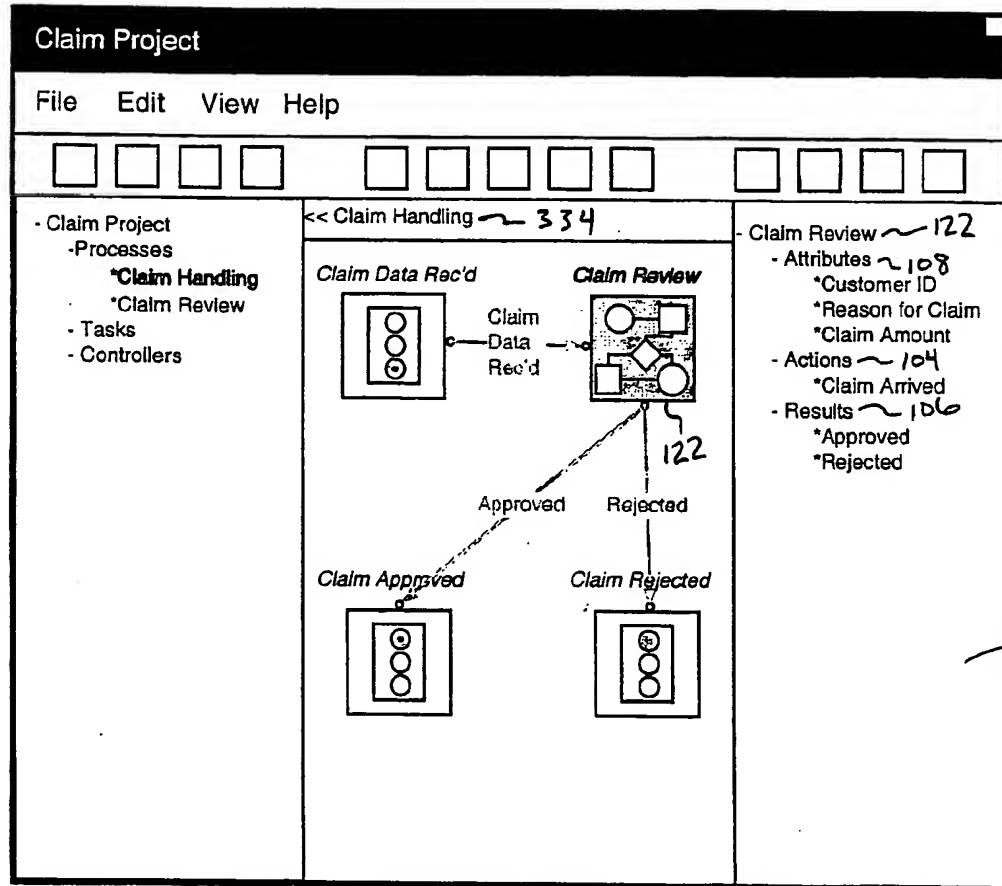 Claim Project
File Edit View Help
- Claim Project
-Processes
*Claim Handling
*Claim Review
- Tasks
- Controllers
<< Claim Handling 334
Claim Data Rec'd
Claim Review
Claim
Data
Rec'd
122
Approved
Rejected
Claim Approved
Claim Rejected
- Claim Review 122
- Attributes 108
*Customer ID
*Reason for Claim
*Claim Amount
- Actions 104
*Claim Arrived
- Results 106
*Approved
*Rejected